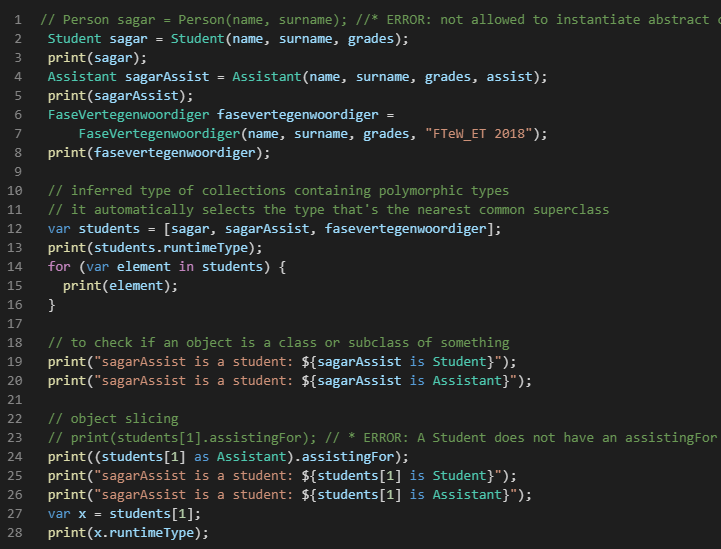 1 // Person sagar = Person(name, surname); //* ERROR: not allowed to instantiate abstract
2 Student sagar = Student(name, surname, grades);
3 print(sagar);
4 Assistant sagarAssist = Assistant(name, surname, grades, assist);
5 print(sagarAssist);
6 FaseVertegenwoordiger fasevertegenwoordiger =
7 FaseVertegenwoordiger(name, surname, grades, "FTeW_ET 2018");
8 print(fasevertegenwoordiger);
9
10 // inferred type of collections containing polymorphic types
11 // it automatically selects the type that's the nearest common superclass
12 var students = [sagar, sagarAssist, fasevertegenwoordiger];
13 print(students.runtimeType);
14 for (var element in students) {
15 print(element);
16 }
17
18 // to check if an object is a class or subclass of something
19 print("sagarAssist is a student: ${sagarAssist is Student}");
20 print("sagarAssist is a student: ${sagarAssist is Assistant}");
21
22 // object slicing
23 // print(students[1].assistingFor); // * ERROR: A Student does not have an assistingFor
24 print((students[1] as Assistant).assistingFor);
25 print("sagarAssist is a student: ${students[1] is Student}");
26 print("sagarAssist is a student: ${students[1] is Assistant}");
27 var x = students[1];
28 print(x.runtimeType);